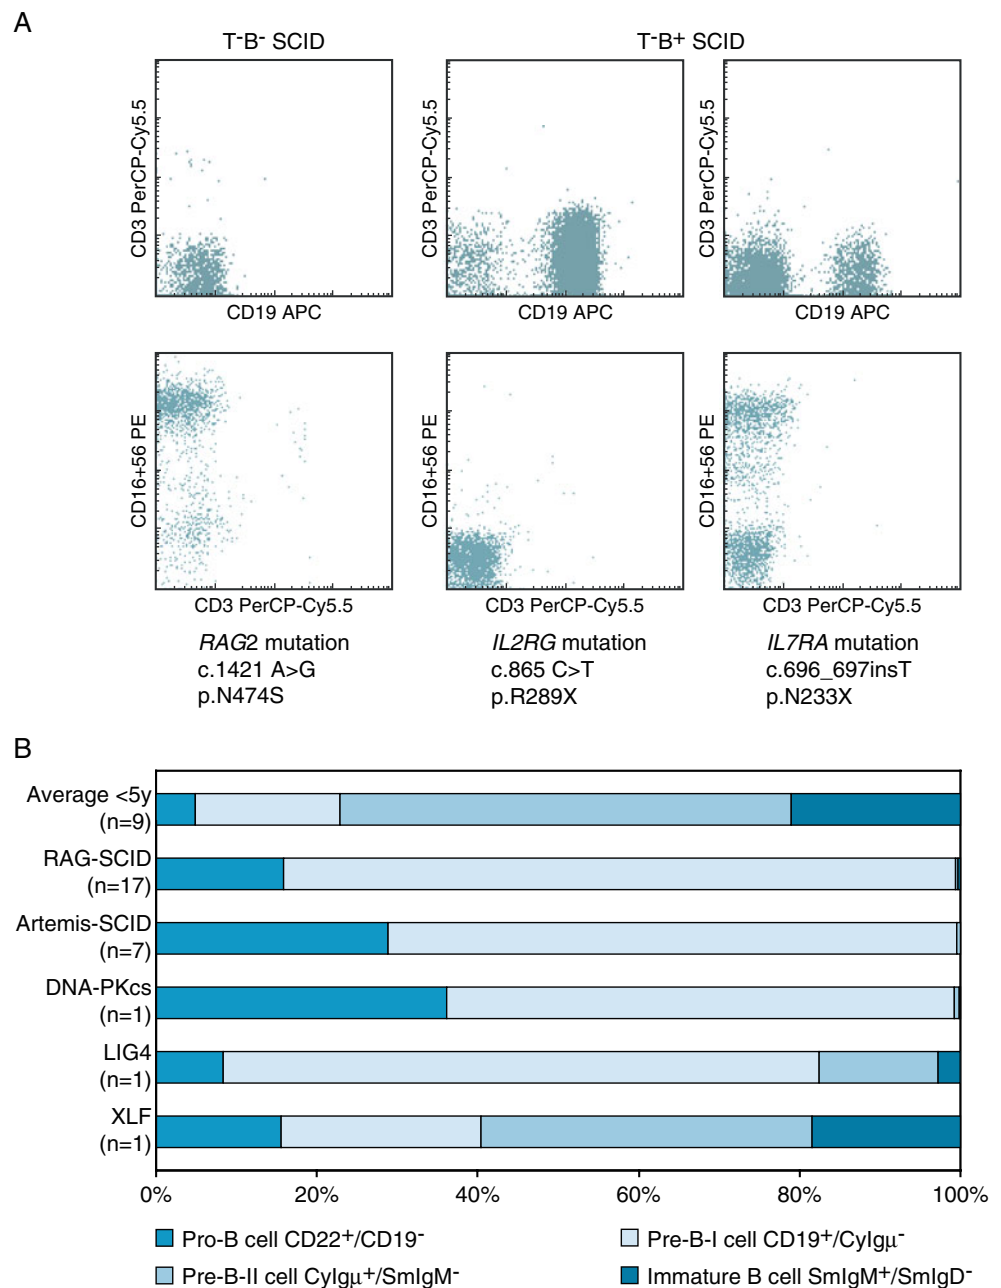 A
T-B- SCID
T-B+ SCID
CD3 PerCP-Cy5.5
CD19 APC
CD3 PerCP-Cy5.5
CD19 APC
CD3 PerCP-Cy5.5
CD19 APC
CD16+56 PE
CD3 PerCP-Cy5.5
CD16+56 PE
CD3 PerCP-Cy5.5
CD16+56 PE
CD3 PerCP-Cy5.5
RAG2 mutation
c.1421 A>G
p.N474S
IL2RG mutation
c.865 C>T
p.R289X
IL7RA mutation
c.696_697insT
p.N233X
B
Average <5y
(n=9)
RAG-SCID
(n=17)
Artemis-SCID
(n=7)
DNA-PKcs
(n=1)
LIG4
(n=1)
XLF
(n=1)
0% 20% 40% 60% 80% 100%
Pro-B cell CD22+/CD19-
Pre-B-I cell CD19+/CyIgµ-
Pre-B-II cell CyIgµ+/SmIgM-
Immature B cell SmIgM+/SmIgD-